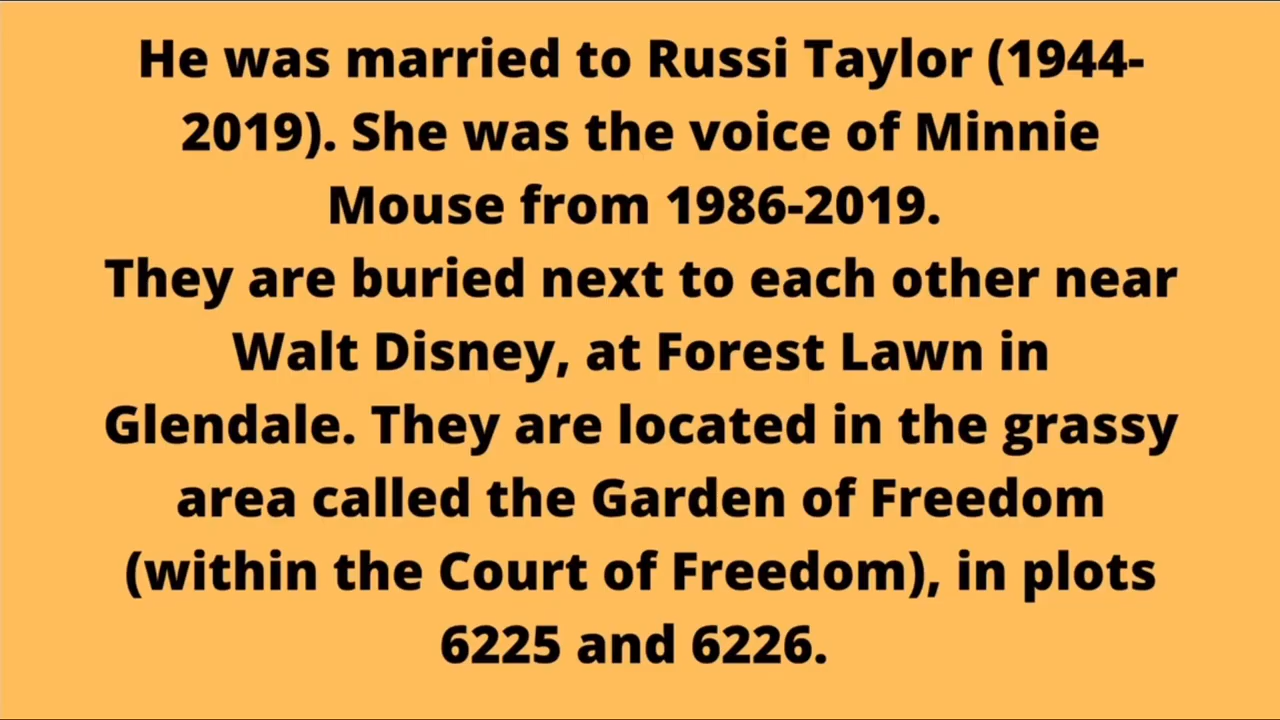 He was married to Russi Taylor (1944-
2019). She was the voice of Minnie
Mouse from 1986-2019.
They are buried next to each other near
Walt Disney, at Forest Lawn in
Glendale. They are located in the grassy
area called the Garden of Freedom
(within the Court of Freedom), in plots
6225 and 6226.